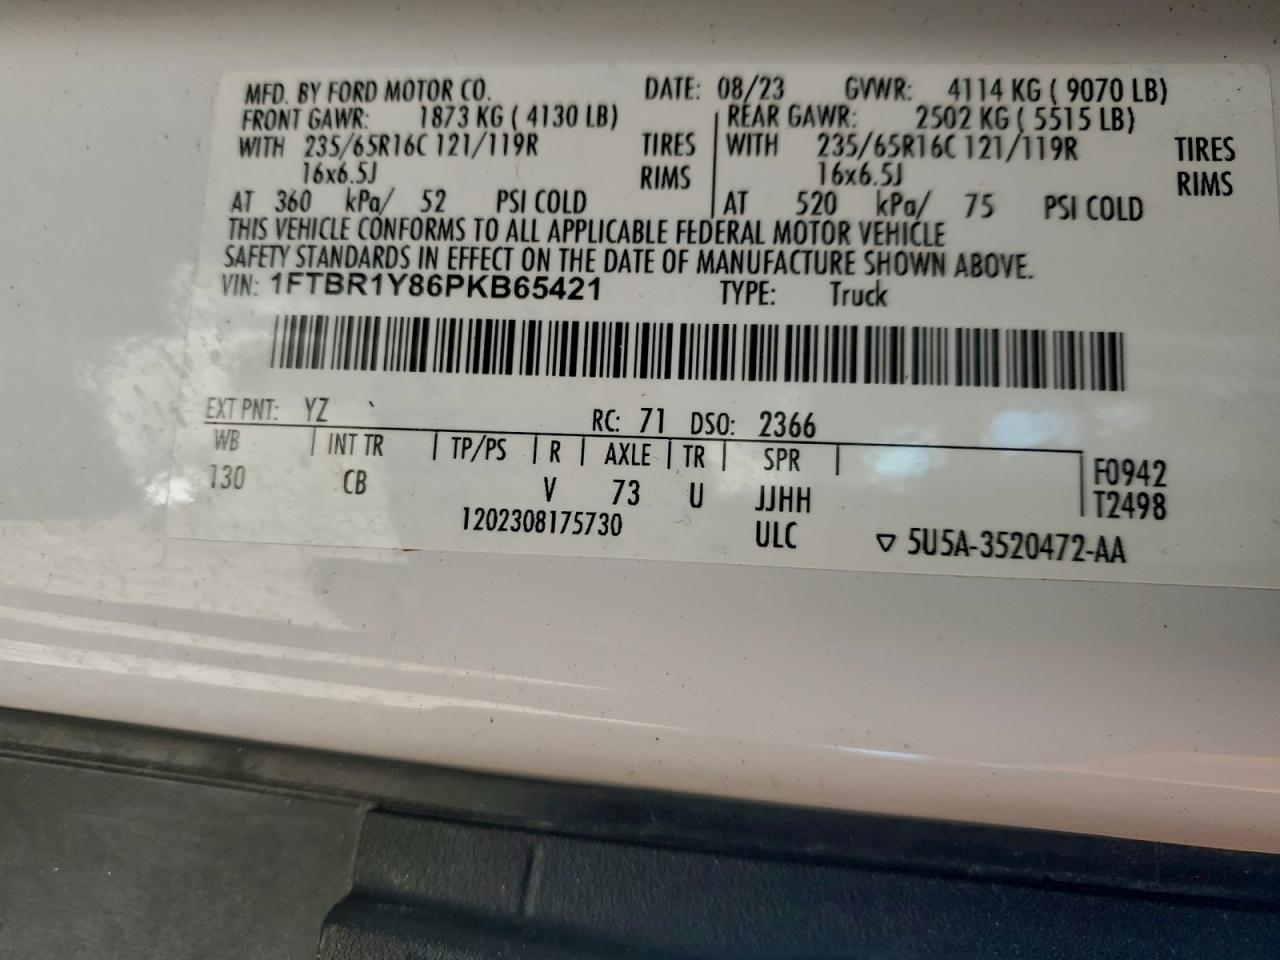 MFD. BY FORD MOTOR CO. DATE: 08/23 GVWR: 4114 KG ( 9070 LB)
FRONT GAWR: 1873 KG ( 4130 LB) REAR GAWR: 2502 KG ( 5515 LB)
WITH 235/65R16C 121/119R TIRES WITH 235/65R16C 121/119R TIRES
16x6.5J RIMS 16x6.5J RIMS
AT 360 kPa/ 52 PSI COLD AT 520 kPa/ 75 PSI COLD
THIS VEHICLE CONFORMS TO ALL APPLICABLE FEDERAL MOTOR VEHICLE
SAFETY STANDARDS IN EFFECT ON THE DATE OF MANUFACTURE SHOWN ABOVE.
VIN: 1FTBR1Y86PKB65421 TYPE: Truck
EXT PNT: YZ RC: 71 DSO: 2366
WB INT TR TP/PS R AXLE TR SPR F0942
130 CB V 73 U JJHH T2498
1202308175730 ULC ▽ 5U5A-3520472-AA